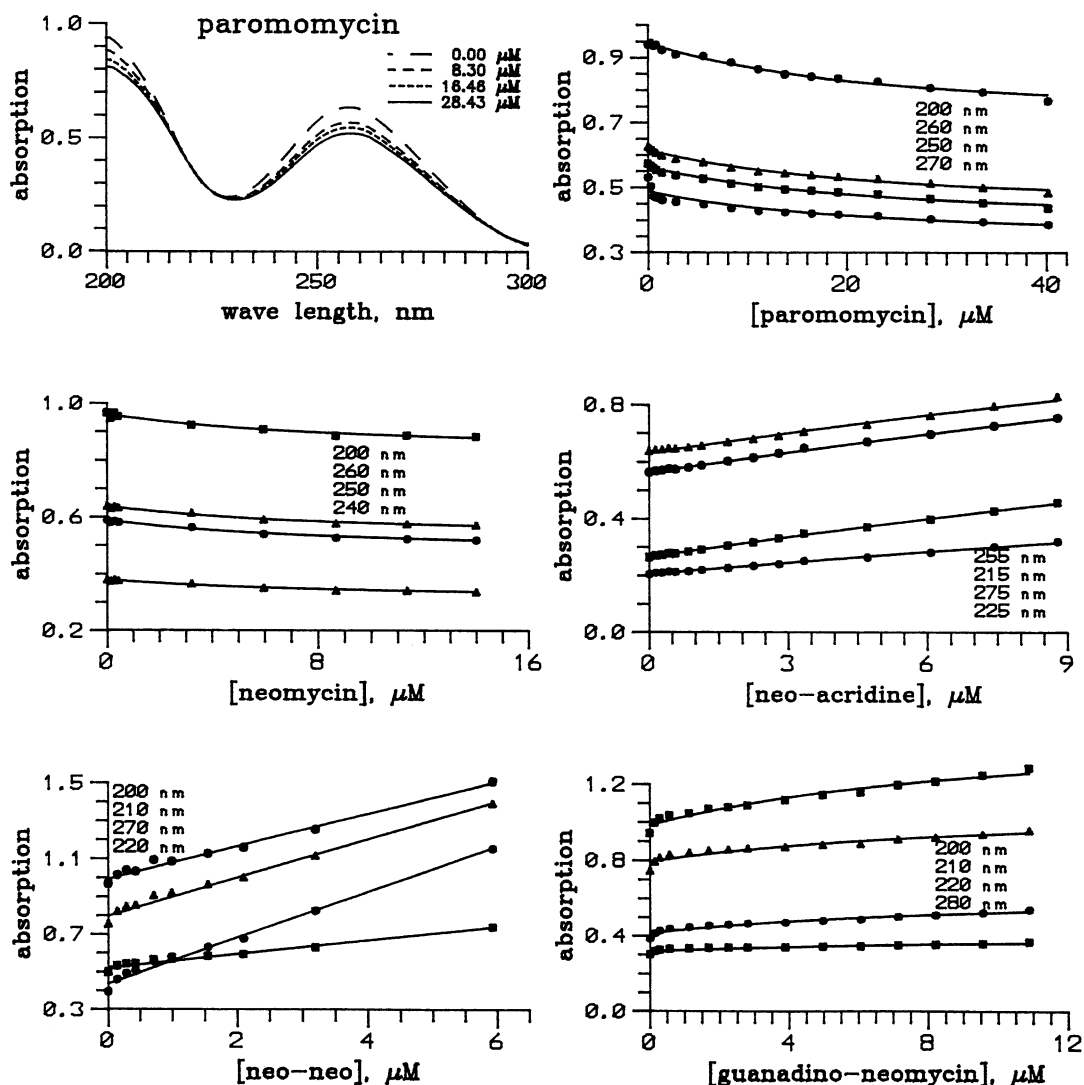 paromomycin
0.00 μM
8.30 μM
16.46 μM
28.43 μM
1.0
0.5
0.0
absorption
200
250
300
wave length, nm
0.9
0.7
0.5
0.3
absorption
200 nm
260 nm
250 nm
270 nm
0
20
40
[paromomycin], μM
1.0
0.6
0.2
absorption
200 nm
260 nm
250 nm
240 nm
0
8
16
[neomycin], μM
0.8
0.4
0.0
absorption
255 nm
215 nm
275 nm
225 nm
0
3
6
9
[neo-acridine], μM
1.5
1.1
0.7
0.3
absorption
200 nm
210 nm
270 nm
220 nm
0
2
4
6
[neo-neo], μM
1.2
0.8
0.4
0.0
absorption
200 nm
210 nm
220 nm
280 nm
0
4
8
12
[guanadino-neomycin], μM